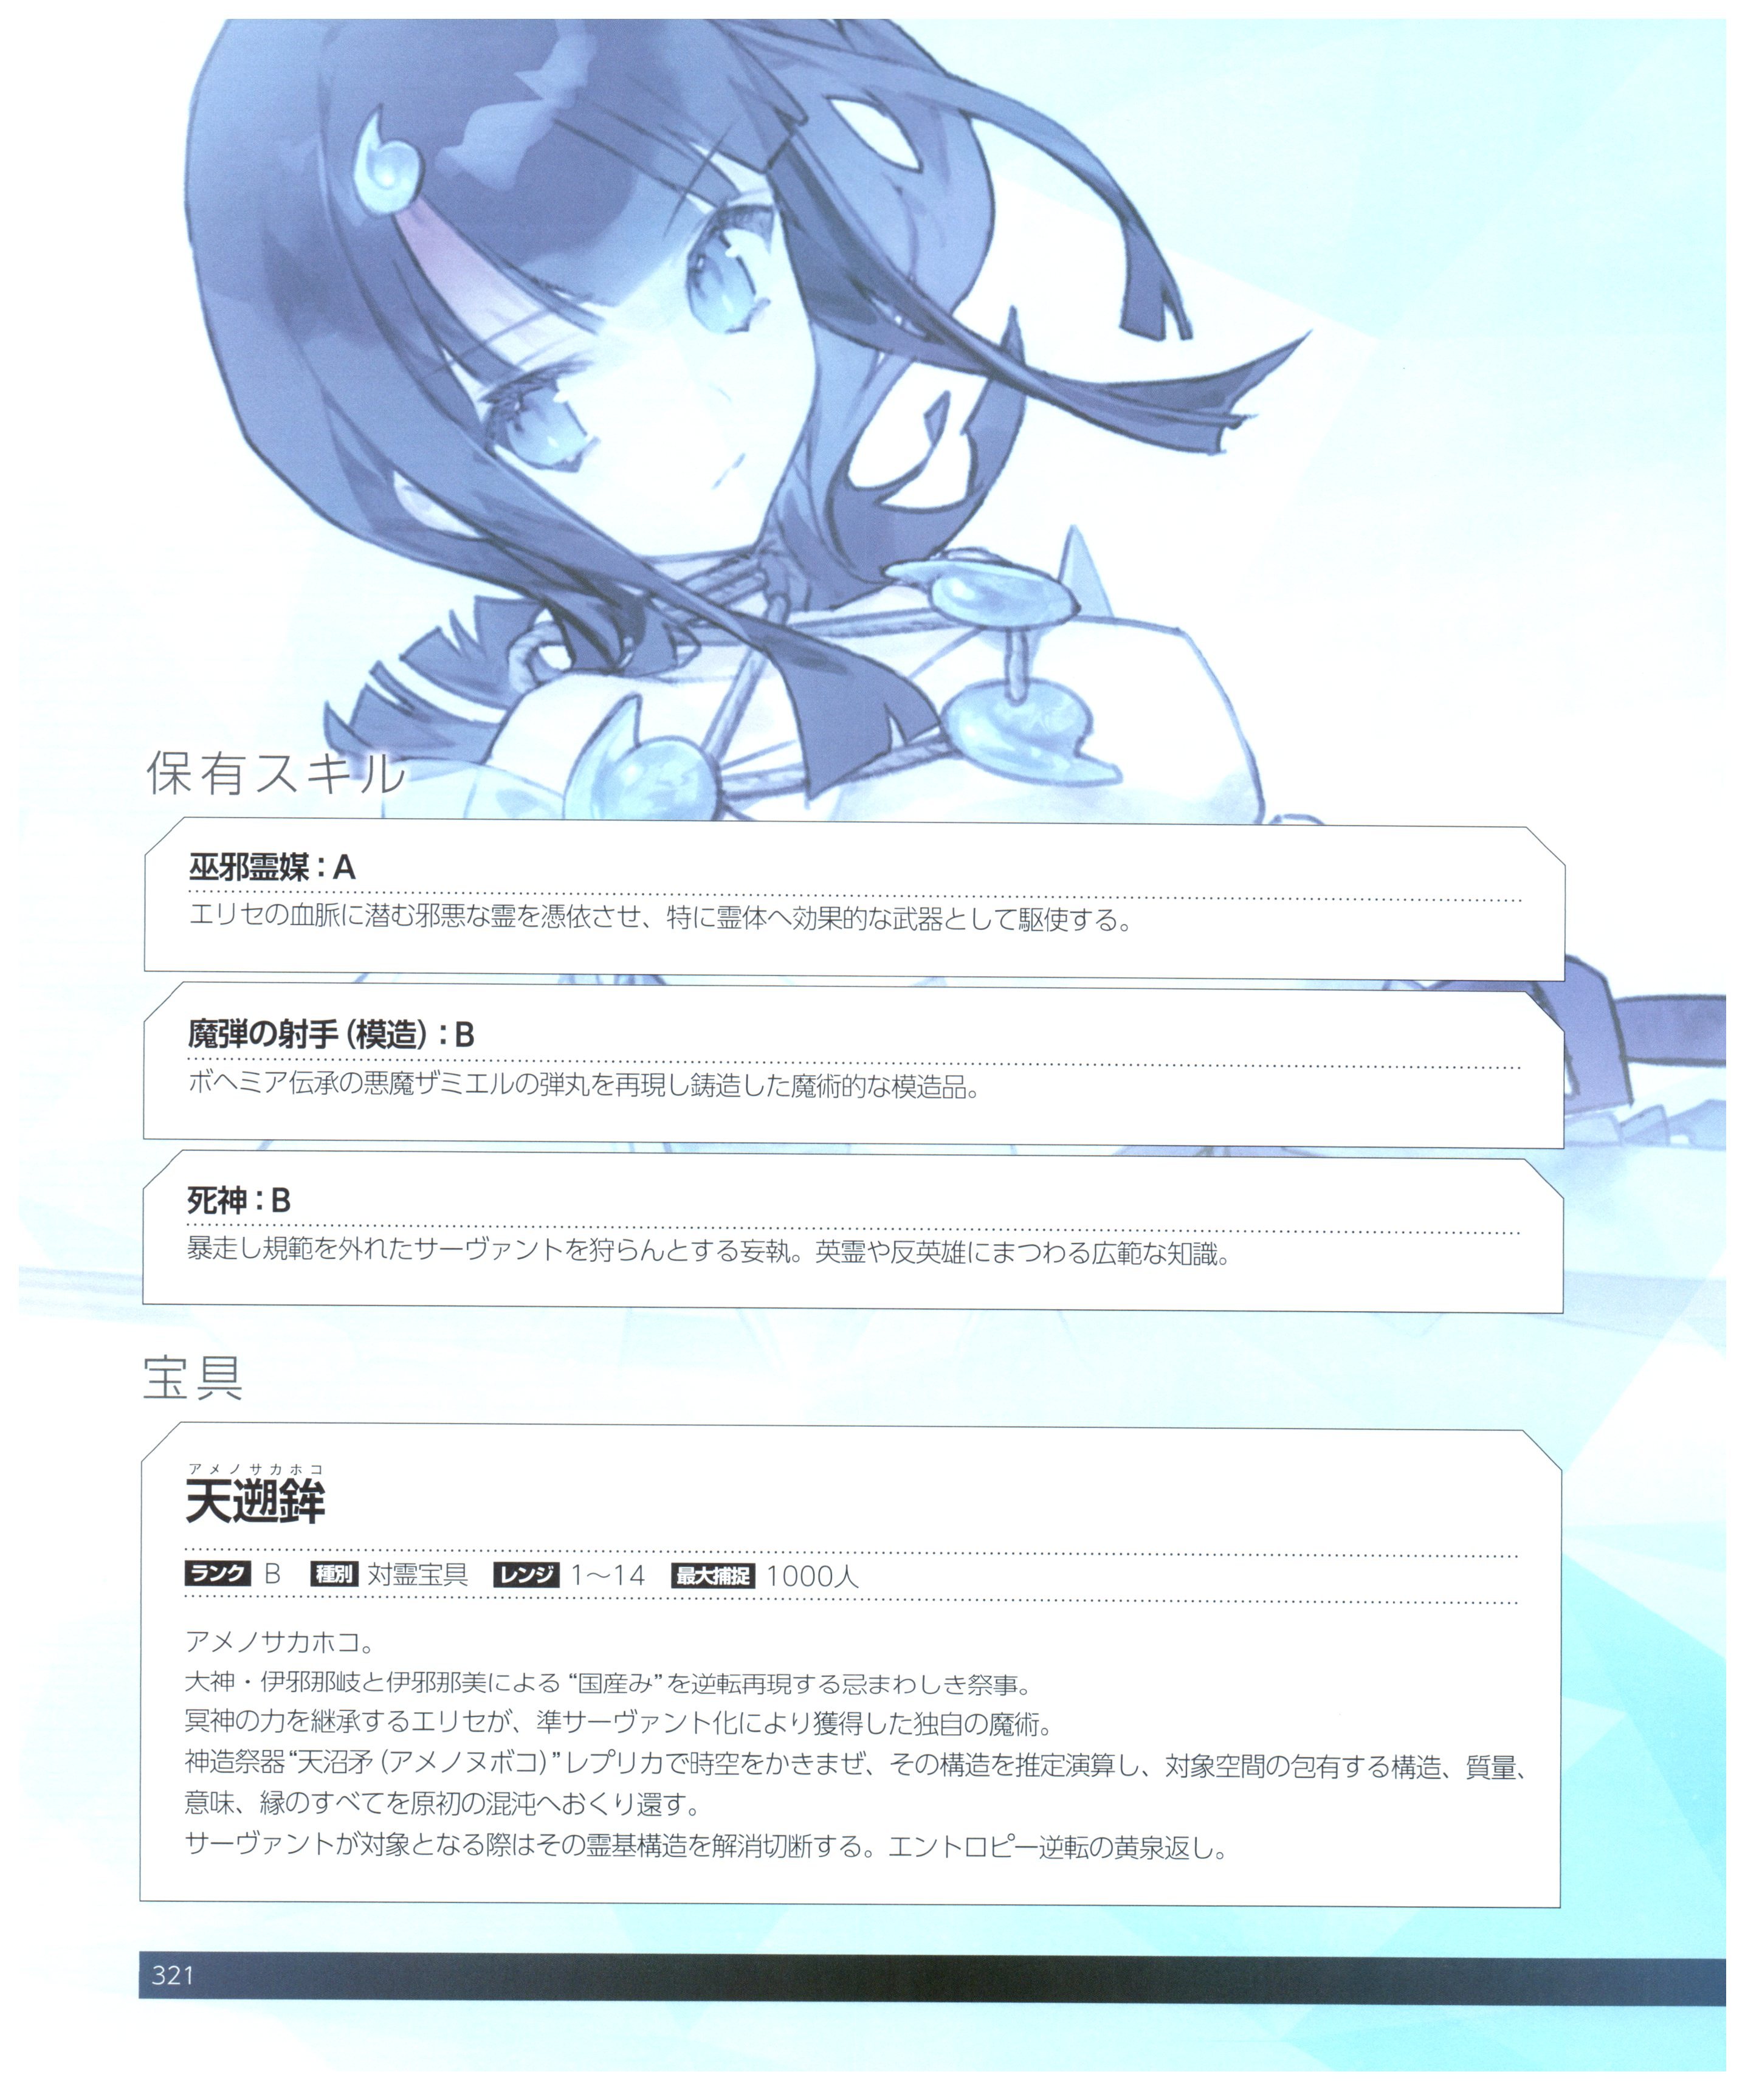 保有スキル
巫邪霊媒：A
エリセの血脈に潜む邪悪な霊を憑依させ、特に霊体へ効果的な武器として駆使する。
魔弾の射手（模造）：B
ボヘミア伝承の悪魔ザミエルの弾丸を再現し鋳造した魔術的な模造品。
死神：B
暴走し規範を外れたサーヴァントを狩らんとする妄執。英霊や反英雄にまつわる広範な知識。
宝具
アメノサカホコ
天遡鉾
ランク B 種別 対霊宝具 レンジ 1～14 最大捕捉 1000人
アメノサカホコ。
大神・伊邪那岐と伊邪那美による“国産み”を逆転再現する忌まわしき祭事。
冥神の力を継承するエリセが、準サーヴァント化により獲得した独自の魔術。
神造祭器“天沼矛（アメノヌボコ）”レプリカで時空をかきまぜ、その構造を推定演算し、対象空間の包有する構造、質量、
意味、縁のすべてを原初の混沌へおくり還す。
サーヴァントが対象となる際はその霊基構造を解消切断する。エントロピー逆転の黄泉返し。
321